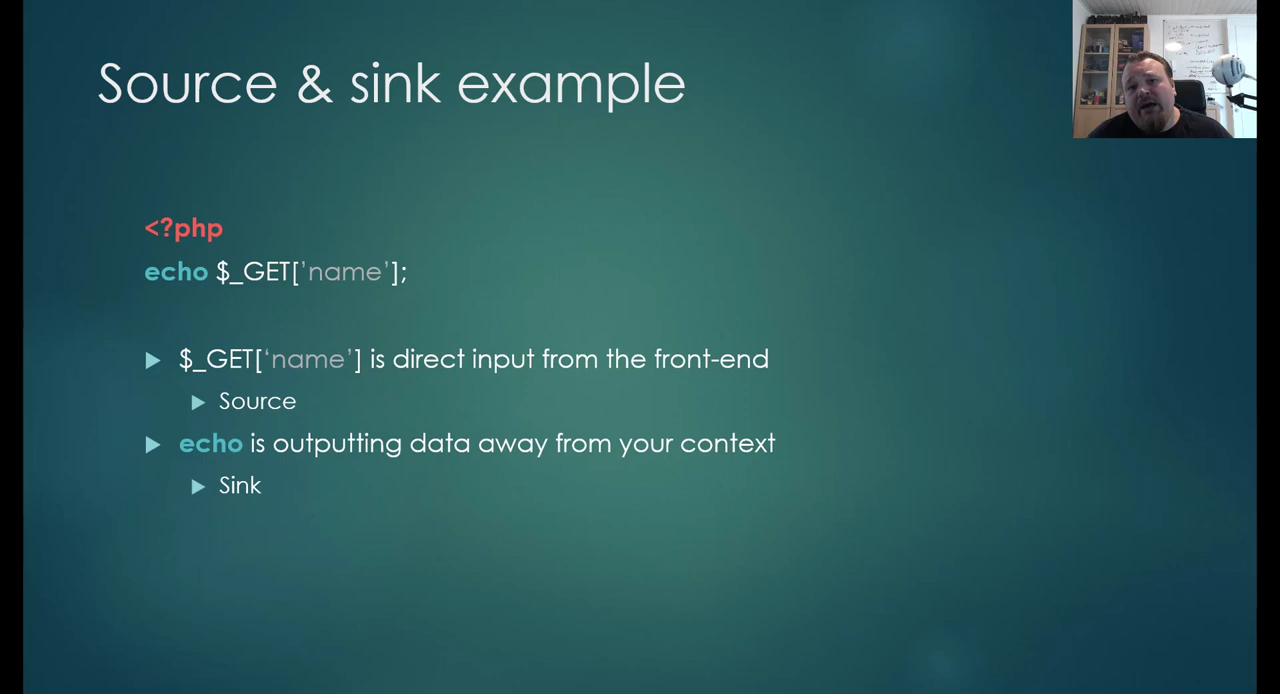 Source & sink example
<?php
echo $_GET[’name’];
$_GET[‘name’] is direct input from the front-end
Source
echo is outputting data away from your context
Sink